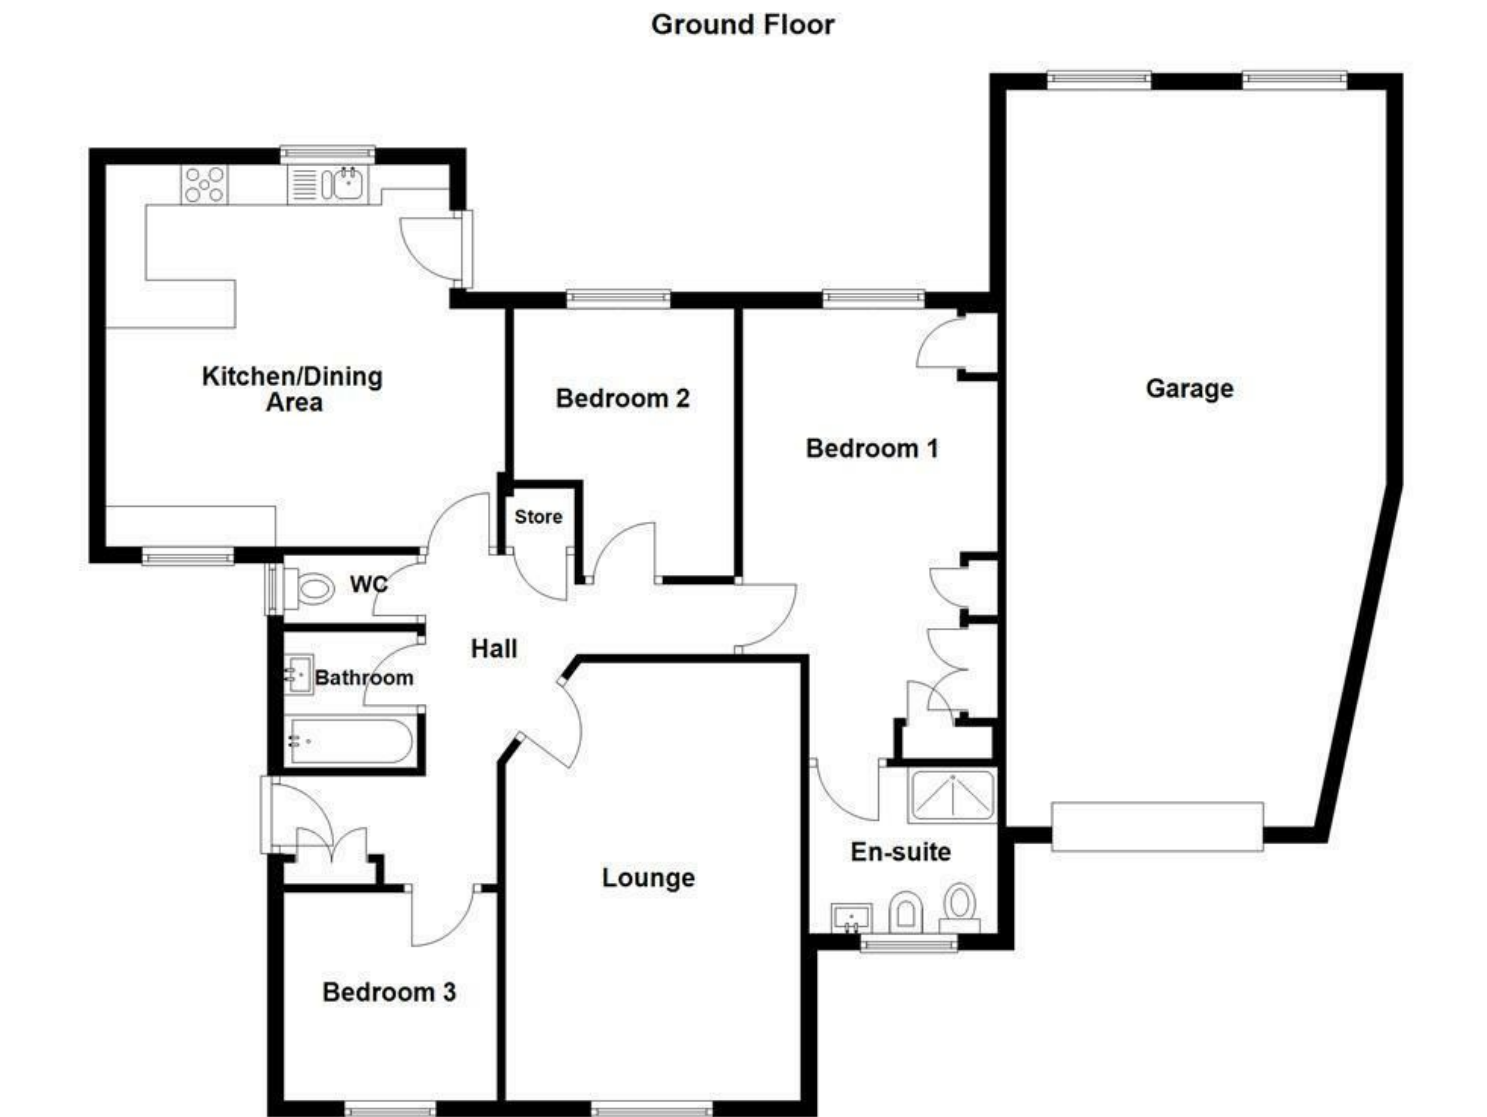 Ground Floor
Kitchen/Dining
Area
Bedroom 2
Bedroom 1
Garage
Store
WC
Hall
Bathroom
En-suite
Lounge
Bedroom 3